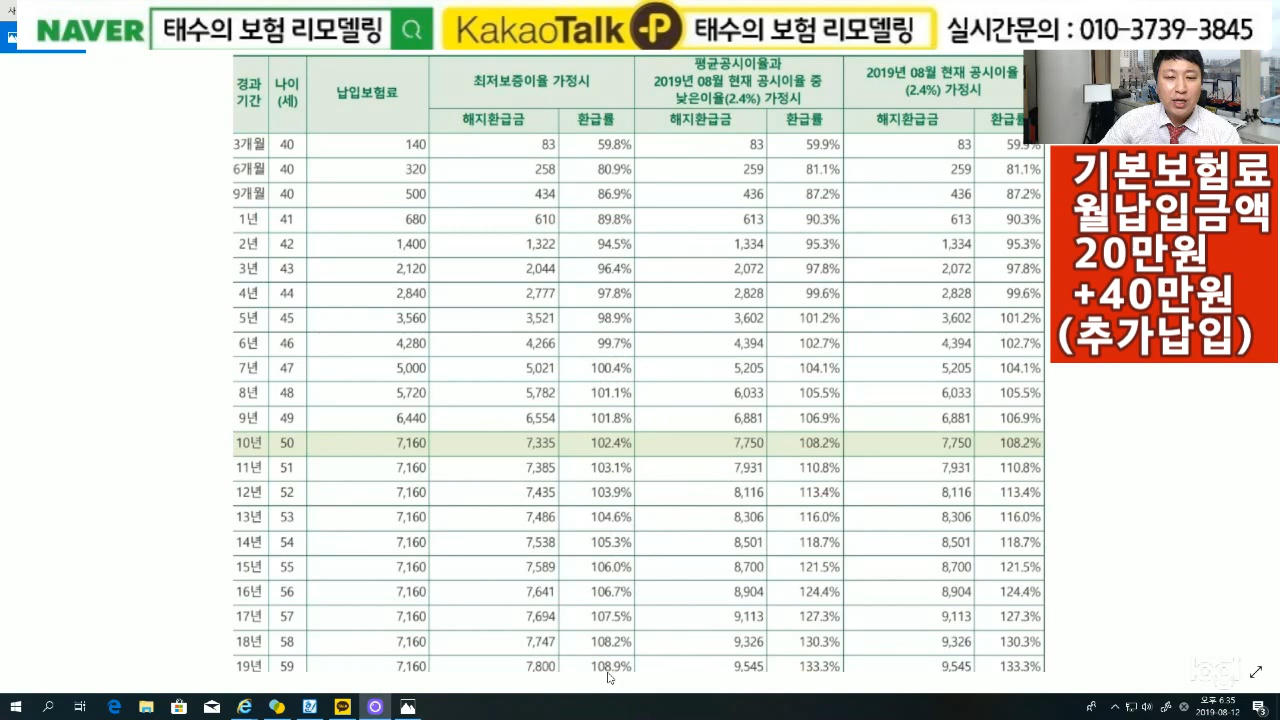 NAVER 태수의 보험 리모델링 KakaoTalk P 태수의 보험 리모델링 실시간문의 : 010-3739-3845
경과 기간 나이 (세) 납입보험료 최저보증이율 가정시 평균공시이율과 2019년 08월 현재 공시이율 중 낮은이율(2.4%) 가정시 2019년 08월 현재 공시이율 (2.4%) 가정시
해지환급금 환급률 해지환급금 환급률 해지환급금 환급률
3개월 40 140 83 59.8% 83 59.9% 83 59.9%
6개월 40 320 258 80.9% 259 81.1% 259 81.1%
9개월 40 500 434 86.9% 436 87.2% 436 87.2%
1년 41 680 610 89.8% 613 90.3% 613 90.3%
2년 42 1,400 1,322 94.5% 1,334 95.3% 1,334 95.3%
3년 43 2,120 2,044 96.4% 2,072 97.8% 2,072 97.8%
4년 44 2,840 2,777 97.8% 2,828 99.6% 2,828 99.6%
5년 45 3,560 3,521 98.9% 3,602 101.2% 3,602 101.2%
6년 46 4,280 4,266 99.7% 4,394 102.7% 4,394 102.7%
7년 47 5,000 5,021 100.4% 5,205 104.1% 5,205 104.1%
8년 48 5,720 5,782 101.1% 6,033 105.5% 6,033 105.5%
9년 49 6,440 6,554 101.8% 6,881 106.9% 6,881 106.9%
10년 50 7,160 7,335 102.4% 7,750 108.2% 7,750 108.2%
11년 51 7,160 7,385 103.1% 7,931 110.8% 7,931 110.8%
12년 52 7,160 7,435 103.9% 8,116 113.4% 8,116 113.4%
13년 53 7,160 7,486 104.6% 8,306 116.0% 8,306 116.0%
14년 54 7,160 7,538 105.3% 8,501 118.7% 8,501 118.7%
15년 55 7,160 7,589 106.0% 8,700 121.5% 8,700 121.5%
16년 56 7,160 7,641 106.7% 8,904 124.4% 8,904 124.4%
17년 57 7,160 7,694 107.5% 9,113 127.3% 9,113 127.3%
18년 58 7,160 7,747 108.2% 9,326 130.3% 9,326 130.3%
19년 59 7,160 7,800 108.9% 9,545 133.3% 9,545 133.3%
기본보험료
월납입금액
20만원
+40만원
(추가납입)
logi
오후 6:35
2019-08-12